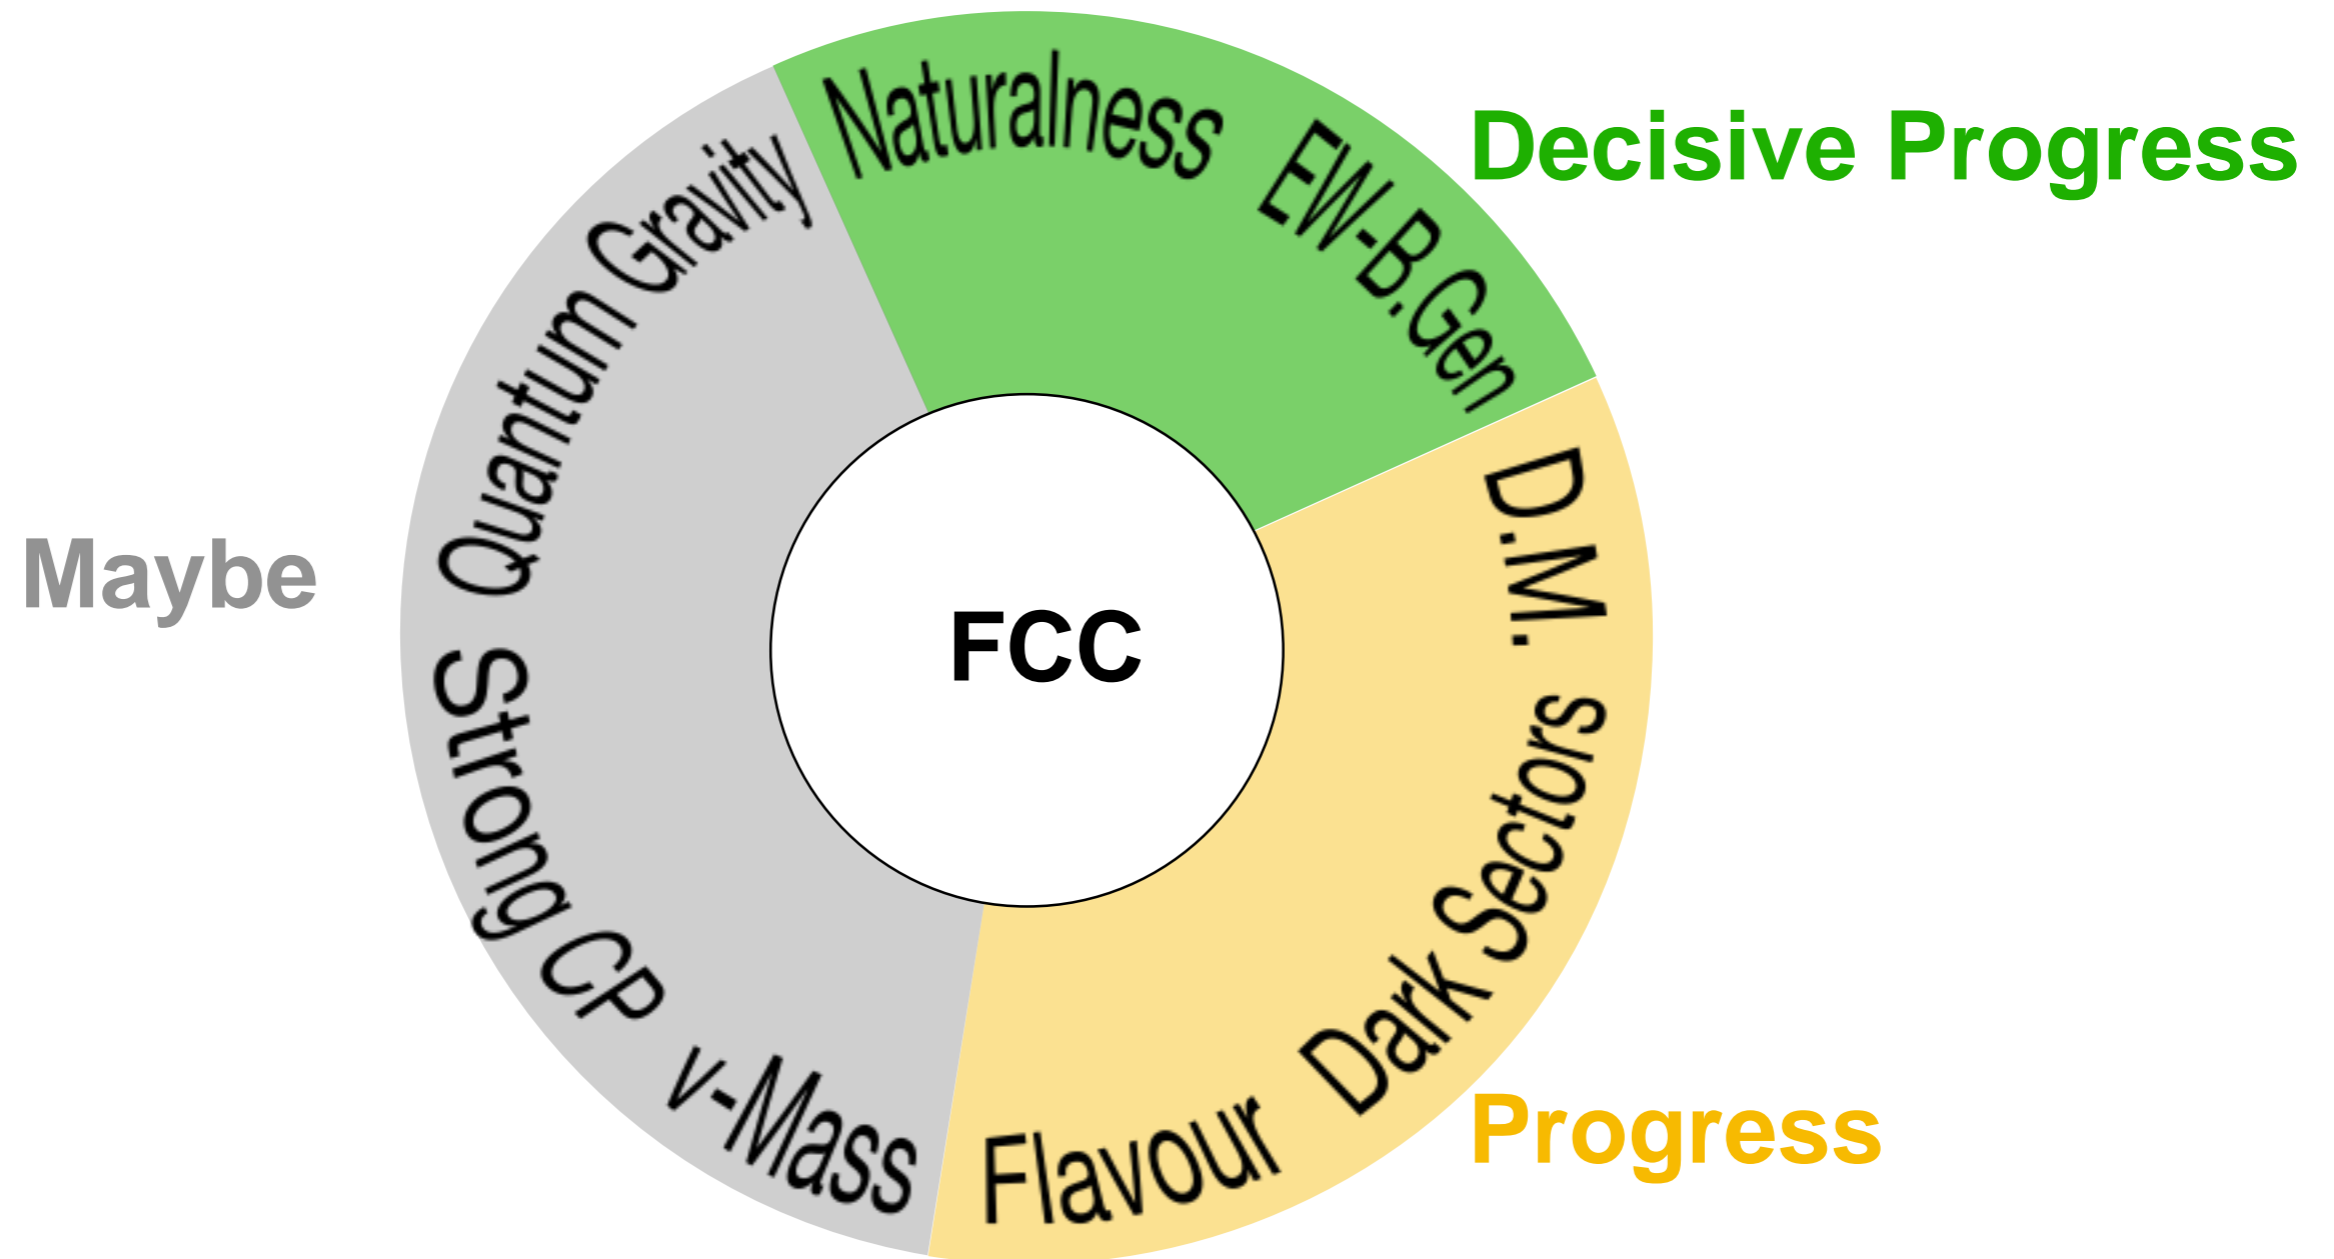 Naturalness
EW-B.Gen
Decisive Progress
D.M.
Dark Sectors
Flavour
Progress
ν-Mass
Strong CP
Quantum Gravity
Maybe
FCC